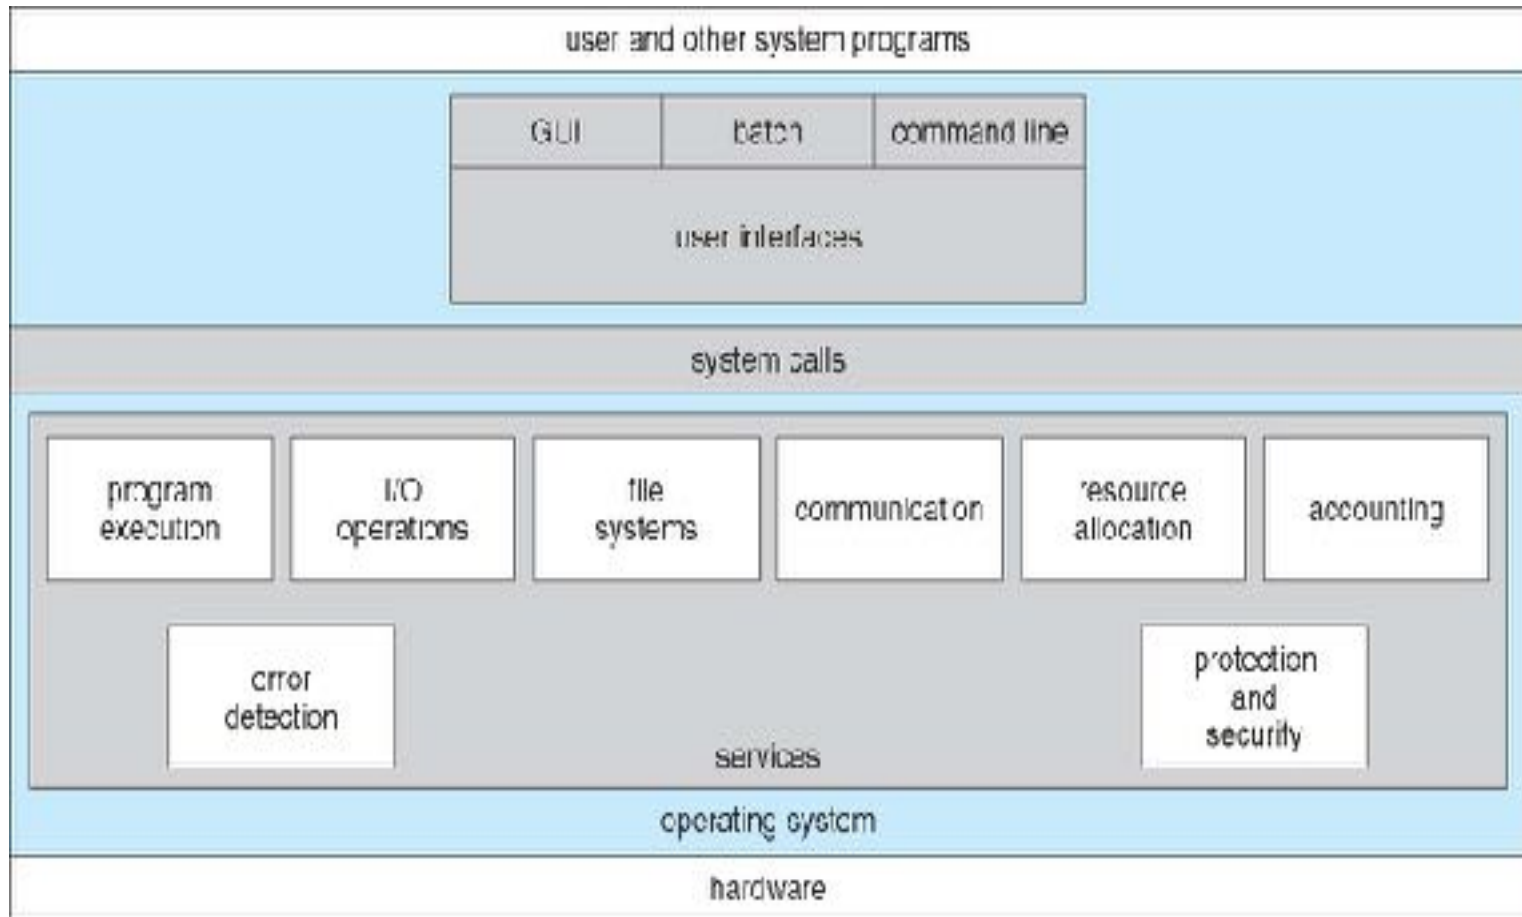 user and other system programs
GUI
batch
command line
user interfaces
system calls
program
execution
I/O
operations
file
systems
communication
resource
allocation
accounting
error
detection
protection
and
security
services
operating system
hardware